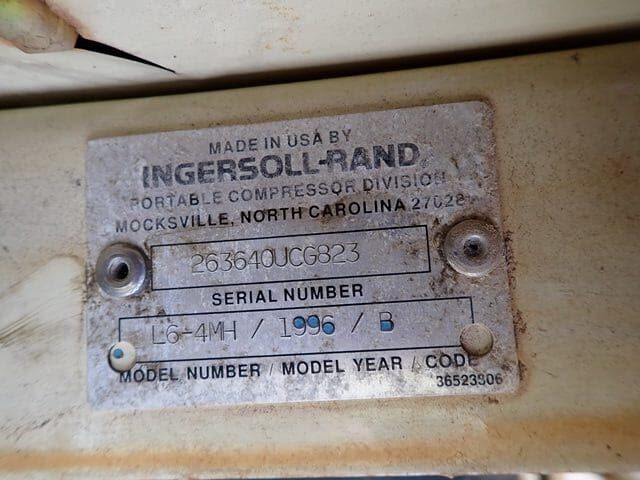 MADE IN USA BY
INGERSOLL-RAND
PORTABLE COMPRESSOR DIVISION
MOCKSVILLE, NORTH CAROLINA 27028
263640UCG823
SERIAL NUMBER
L6-4MH / 1996 / B
MODEL NUMBER / MODEL YEAR / CODE
36523306